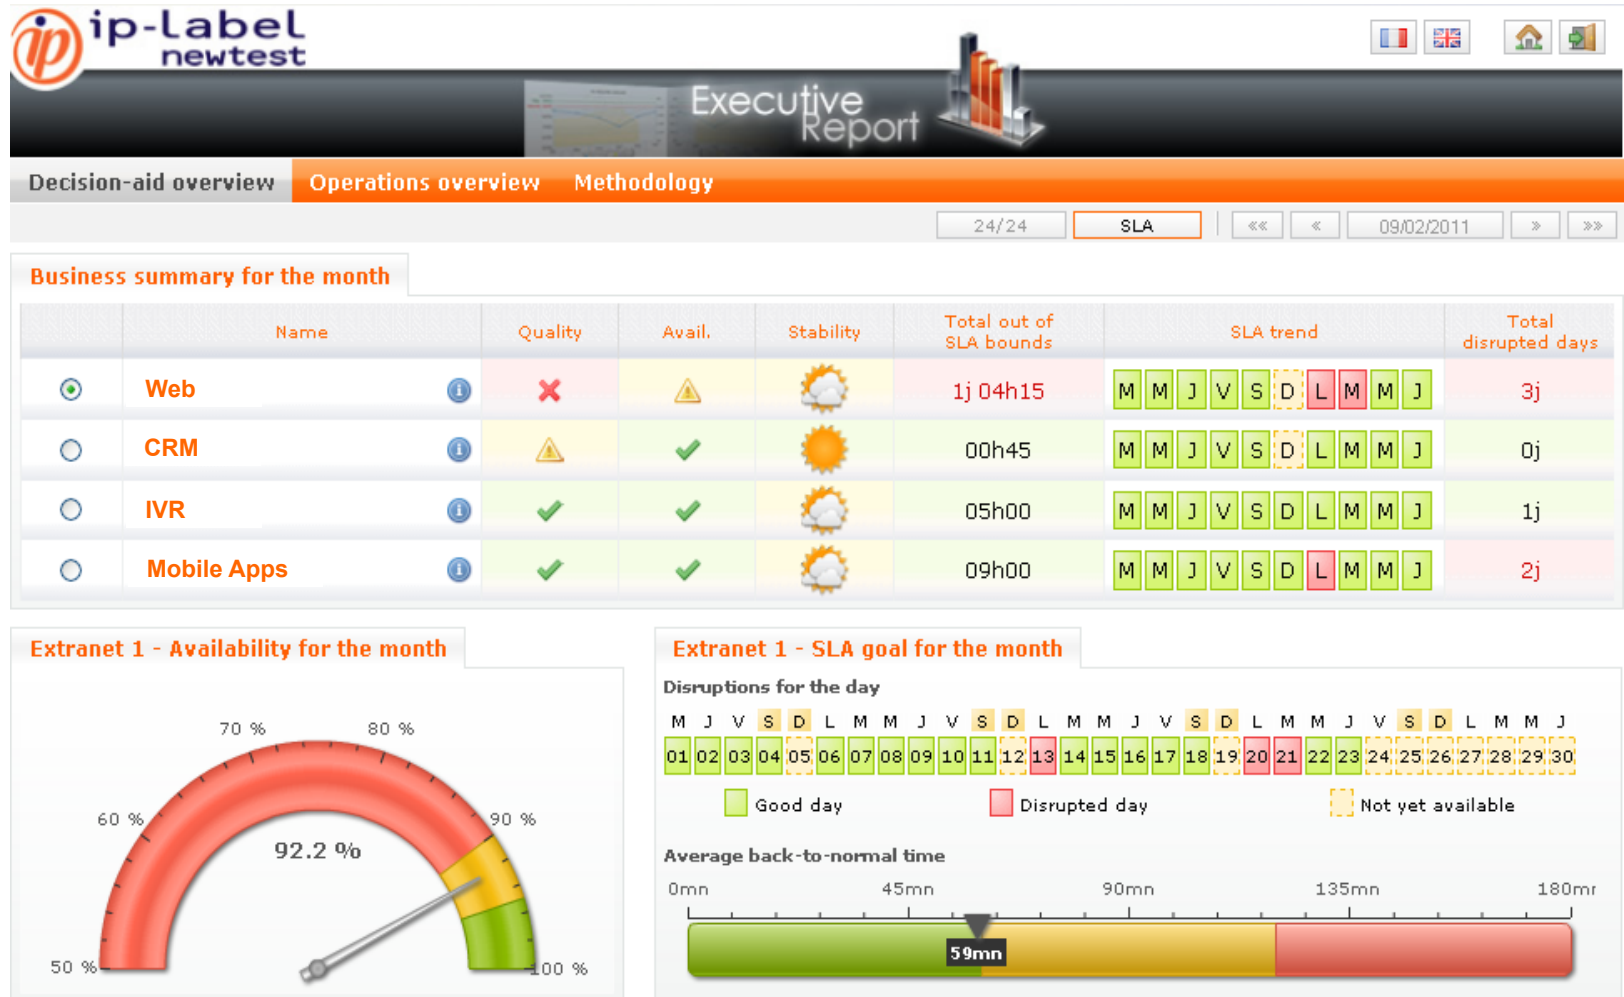 ip-label
newtest
Executive
Report
Decision-aid overview Operations overview Methodology
24/24 SLA «« « 09/02/2011 » »»
Business summary for the month
Name Quality Avail. Stability Total out of SLA bounds SLA trend Total disrupted days
Web 1j 04h15 M M J V S D L M M J 3j
CRM 00h45 M M J V S D L M M J 0j
IVR 05h00 M M J V S D L M M J 1j
Mobile Apps 09h00 M M J V S D L M M J 2j
Extranet 1 - Availability for the month
50 %
60 %
70 %
80 %
90 %
100 %
92.2 %
Extranet 1 - SLA goal for the month
Disruptions for the day
M J V S D L M M J V S D L M M J V S D L M M J V S D L M M J
01 02 03 04 05 06 07 08 09 10 11 12 13 14 15 16 17 18 19 20 21 22 23 24 25 26 27 28 29 30
Good day Disrupted day Not yet available
Average back-to-normal time
0mn 45mn 90mn 135mn 180mr
59mn